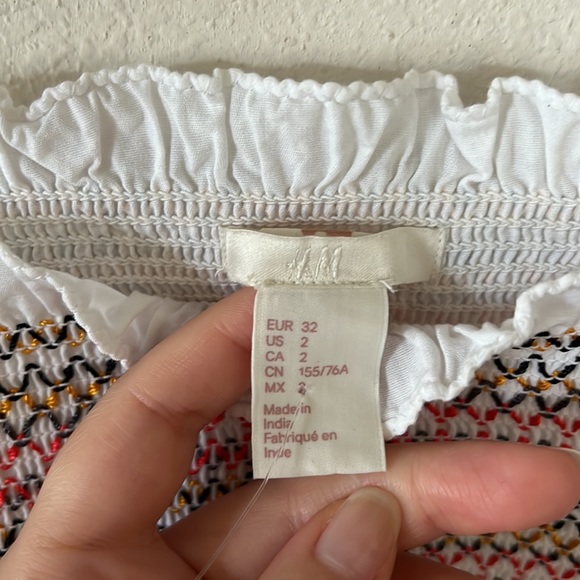 H&M
EUR 32
US 2
CA 2
CN 155/76A
MX 2
Made in
India
Fabriqué en
Inde